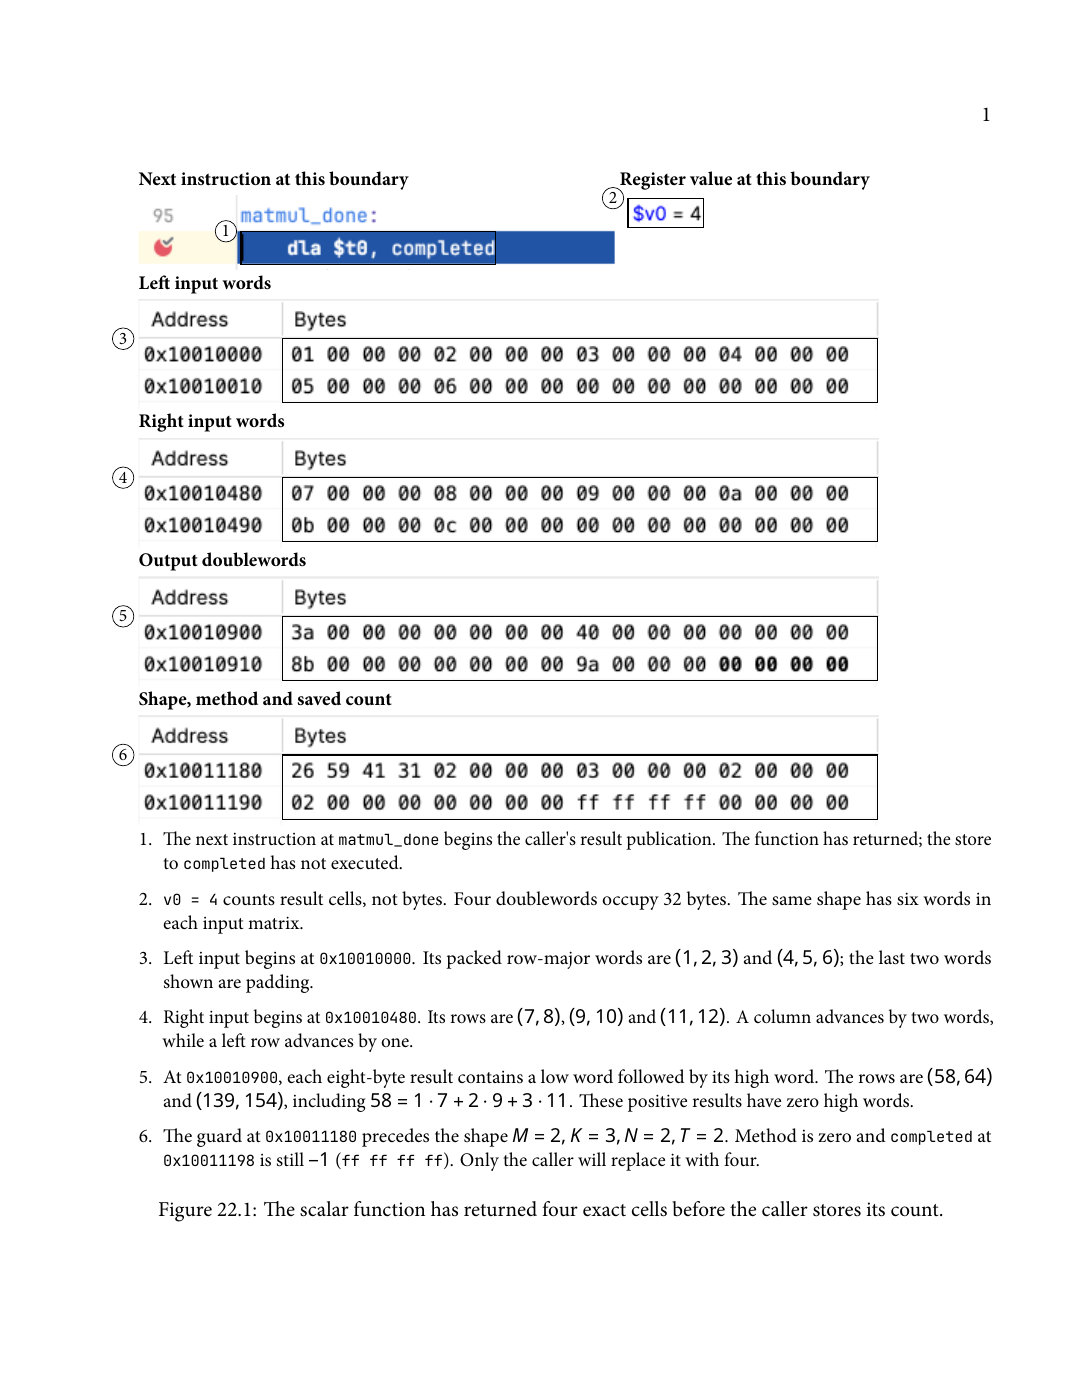 1
Next instruction at this boundary
Register value at this boundary
95 matmul_done:
① dla $t0, completed
② $v0 = 4
Left input words
Address Bytes
③
0x10010000 01 00 00 00 02 00 00 00 03 00 00 00 04 00 00 00
0x10010010 05 00 00 00 06 00 00 00 00 00 00 00 00 00 00 00
Right input words
Address Bytes
④
0x10010480 07 00 00 00 08 00 00 00 09 00 00 00 0a 00 00 00
0x10010490 0b 00 00 00 0c 00 00 00 00 00 00 00 00 00 00 00
Output doublewords
Address Bytes
⑤
0x10010900 3a 00 00 00 00 00 00 00 40 00 00 00 00 00 00 00
0x10010910 8b 00 00 00 00 00 00 00 9a 00 00 00 00 00 00 00
Shape, method and saved count
Address Bytes
⑥
0x10011180 26 59 41 31 02 00 00 00 03 00 00 00 02 00 00 00
0x10011190 02 00 00 00 00 00 00 00 ff ff ff ff 00 00 00 00
1. The next instruction at matmul_done begins the caller's result publication. The function has returned; the store
to completed has not executed.
2. v0 = 4 counts result cells, not bytes. Four doublewords occupy 32 bytes. The same shape has six words in
each input matrix.
3. Left input begins at 0x10010000. Its packed row-major words are (1, 2, 3) and (4, 5, 6); the last two words
shown are padding.
4. Right input begins at 0x10010480. Its rows are (7, 8), (9, 10) and (11, 12). A column advances by two words,
while a left row advances by one.
5. At 0x10010900, each eight-byte result contains a low word followed by its high word. The rows are (58, 64)
and (139, 154), including 58 = 1 · 7 + 2 · 9 + 3 · 11. These positive results have zero high words.
6. The guard at 0x10011180 precedes the shape M = 2, K = 3, N = 2, T = 2. Method is zero and completed at
0x10011198 is still −1 (ff ff ff ff). Only the caller will replace it with four.
Figure 22.1: The scalar function has returned four exact cells before the caller stores its count.